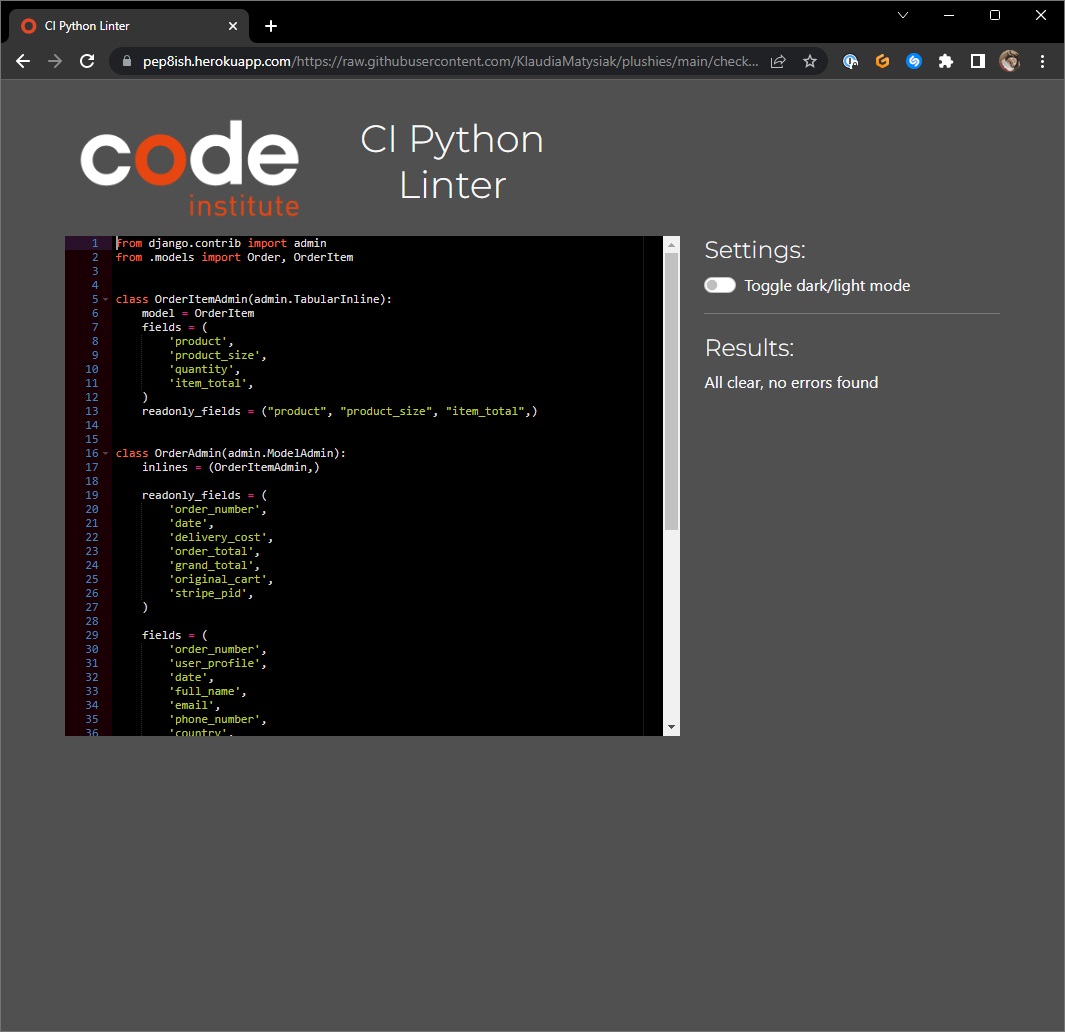 CI Python Linter
pep8ish.herokuapp.com/https://raw.githubusercontent.com/KlaudiaMatysiak/plushies/main/check...
code
institute
CI Python
Linter
1 from django.contrib import admin
2 from .models import Order, OrderItem
3
4
5 class OrderItemAdmin(admin.TabularInline):
6     model = OrderItem
7     fields = (
8         'product',
9         'product_size',
10         'quantity',
11         'item_total',
12     )
13     readonly_fields = ("product", "product_size", "item_total",)
14
15
16 class OrderAdmin(admin.ModelAdmin):
17     inlines = (OrderItemAdmin,)
18
19     readonly_fields = (
20         'order_number',
21         'date',
22         'delivery_cost',
23         'order_total',
24         'grand_total',
25         'original_cart',
26         'stripe_pid',
27     )
28
29     fields = (
30         'order_number',
31         'user_profile',
32         'date',
33         'full_name',
34         'email',
35         'phone_number',
36         'country',
Settings:
Toggle dark/light mode
Results:
All clear, no errors found